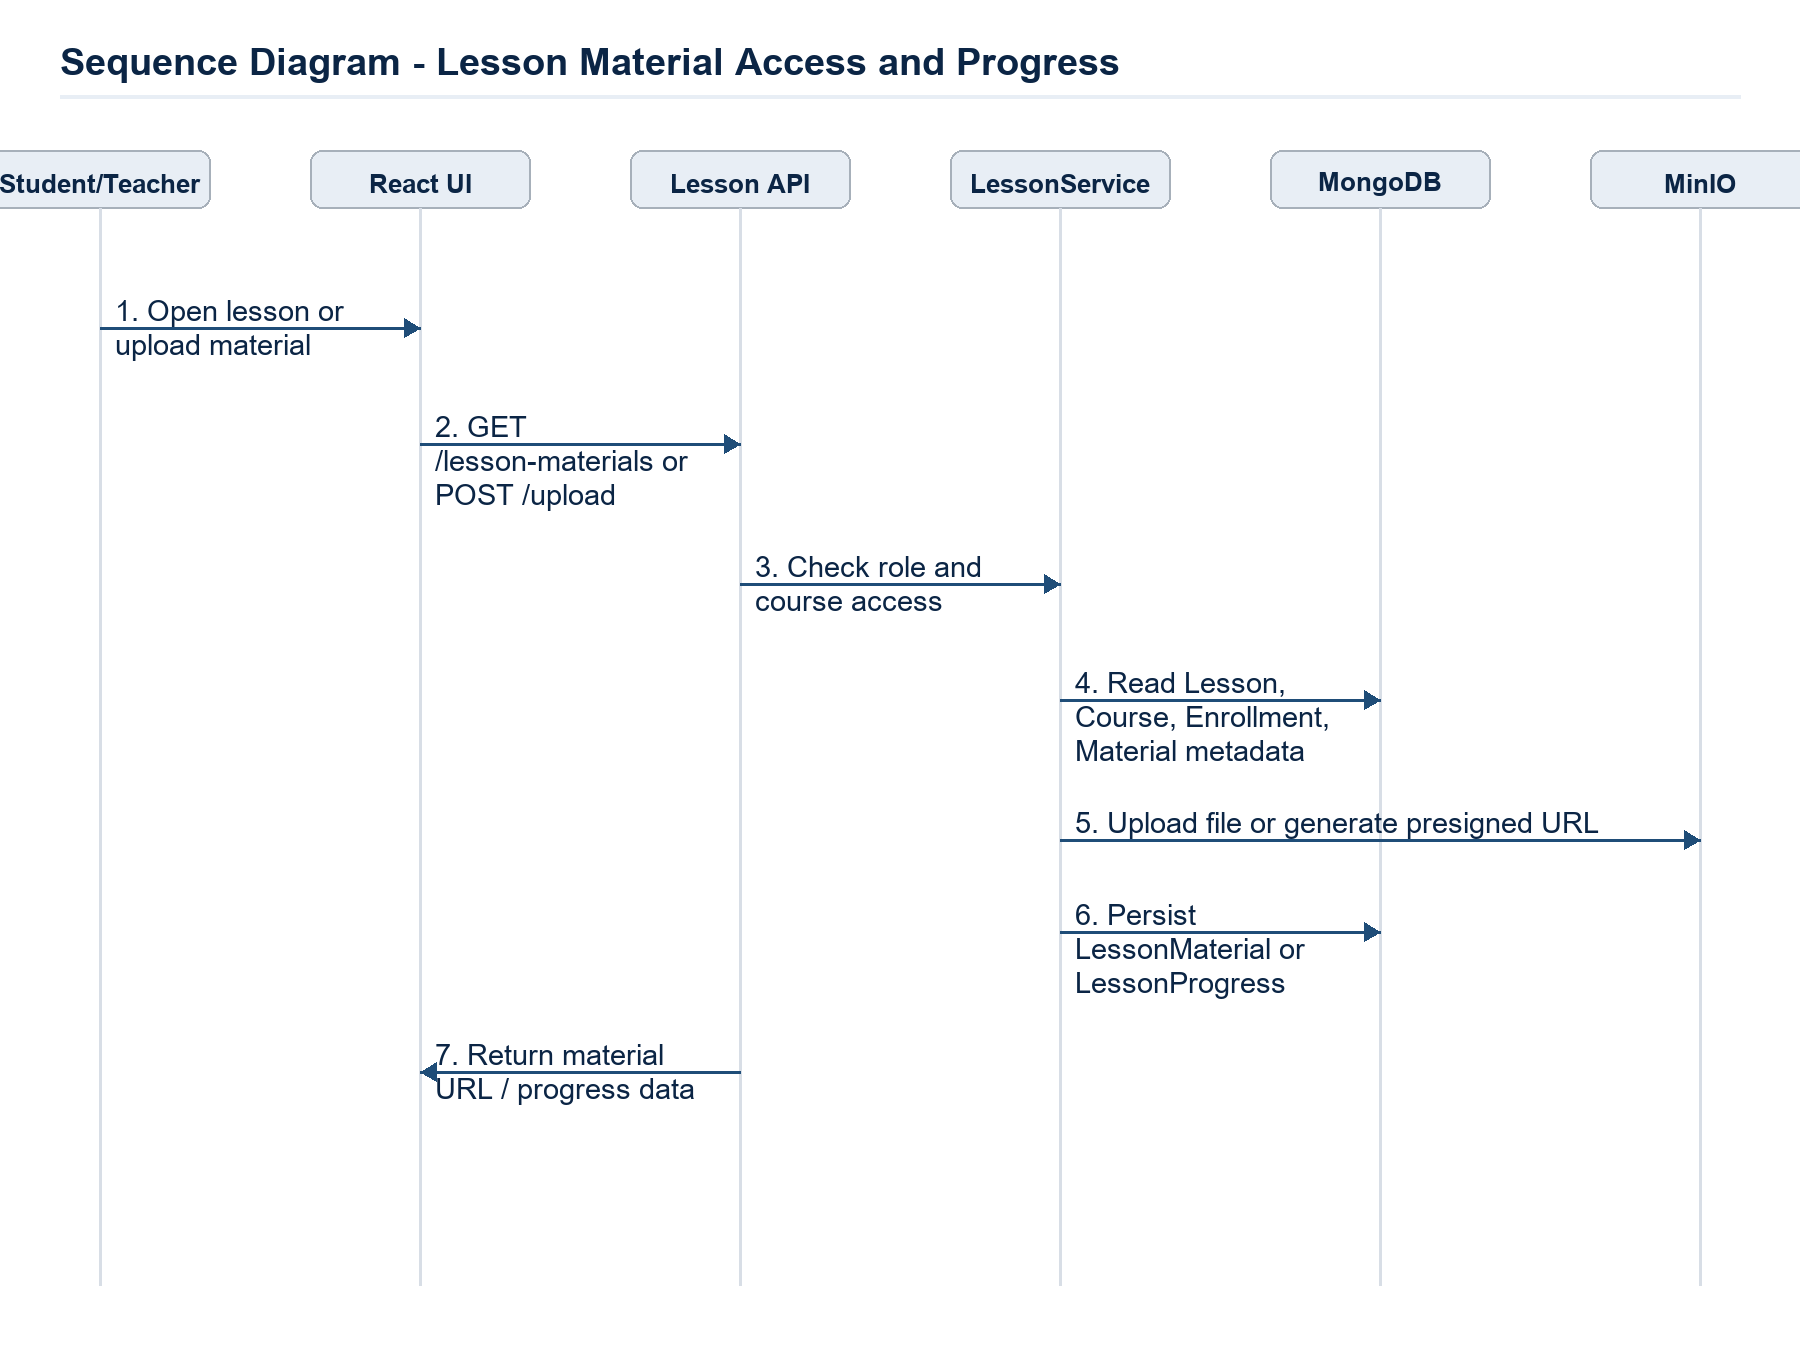 Sequence Diagram - Lesson Material Access and Progress
Student/Teacher
React UI
Lesson API
LessonService
MongoDB
MinIO
1. Open lesson or
upload material
2. GET
/lesson-materials or
POST /upload
3. Check role and
course access
4. Read Lesson,
Course, Enrollment,
Material metadata
5. Upload file or generate presigned URL
6. Persist
LessonMaterial or
LessonProgress
7. Return material
URL / progress data